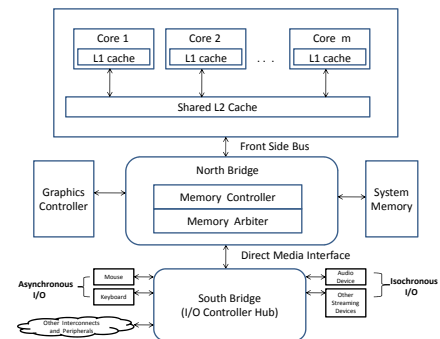 Core 1
Core 2
Core m
L1 cache
L1 cache
. . .
L1 cache
Shared L2 Cache
Front Side Bus
North Bridge
Graphics
Controller
Memory Controller
Memory Arbiter
System
Memory
Direct Media Interface
Asynchronous
I/O
Mouse
Keyboard
South Bridge
(I/O Controller Hub)
Audio
Device
Other
Streaming
Devices
Isochronous
I/O
Other Interconnects
and Peripherals